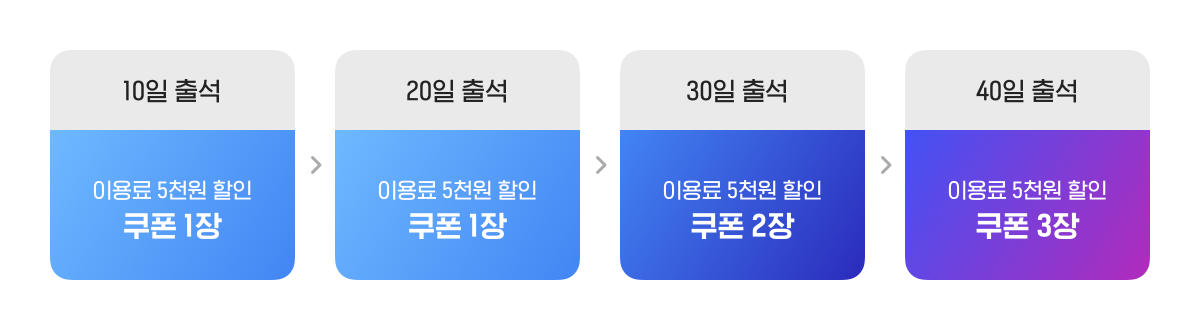 10일 출석
이용료 5천원 할인
쿠폰 1장
20일 출석
이용료 5천원 할인
쿠폰 1장
30일 출석
이용료 5천원 할인
쿠폰 2장
40일 출석
이용료 5천원 할인
쿠폰 3장